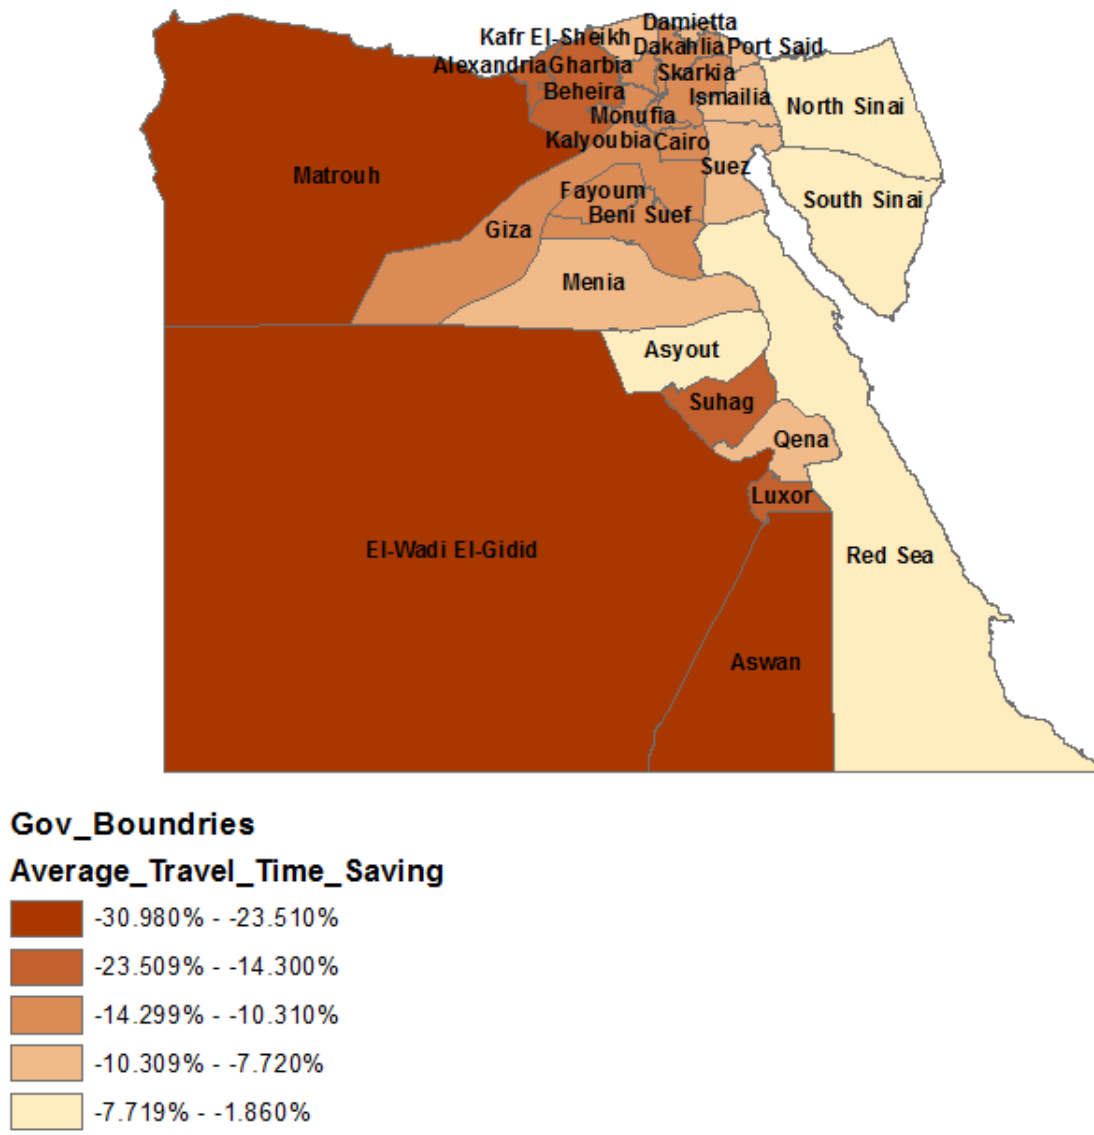 Damietta
Kafr El-Sheikh
Dakahlia Port Said
Alexandria Gharbia
Skarkia
Beheira
Ismailia
North Sinai
Monufia
Kalyoubia Cairo
Suez
Matrouh
Fayoum
South Sinai
Beni Suef
Giza
Menia
Asyout
Suhag
Qena
Luxor
El-Wadi El-Gidid
Red Sea
Aswan
Gov_Boundries
Average_Travel_Time_Saving
-30.980% - -23.510%
-23.509% - -14.300%
-14.299% - -10.310%
-10.309% - -7.720%
-7.719% - -1.860%